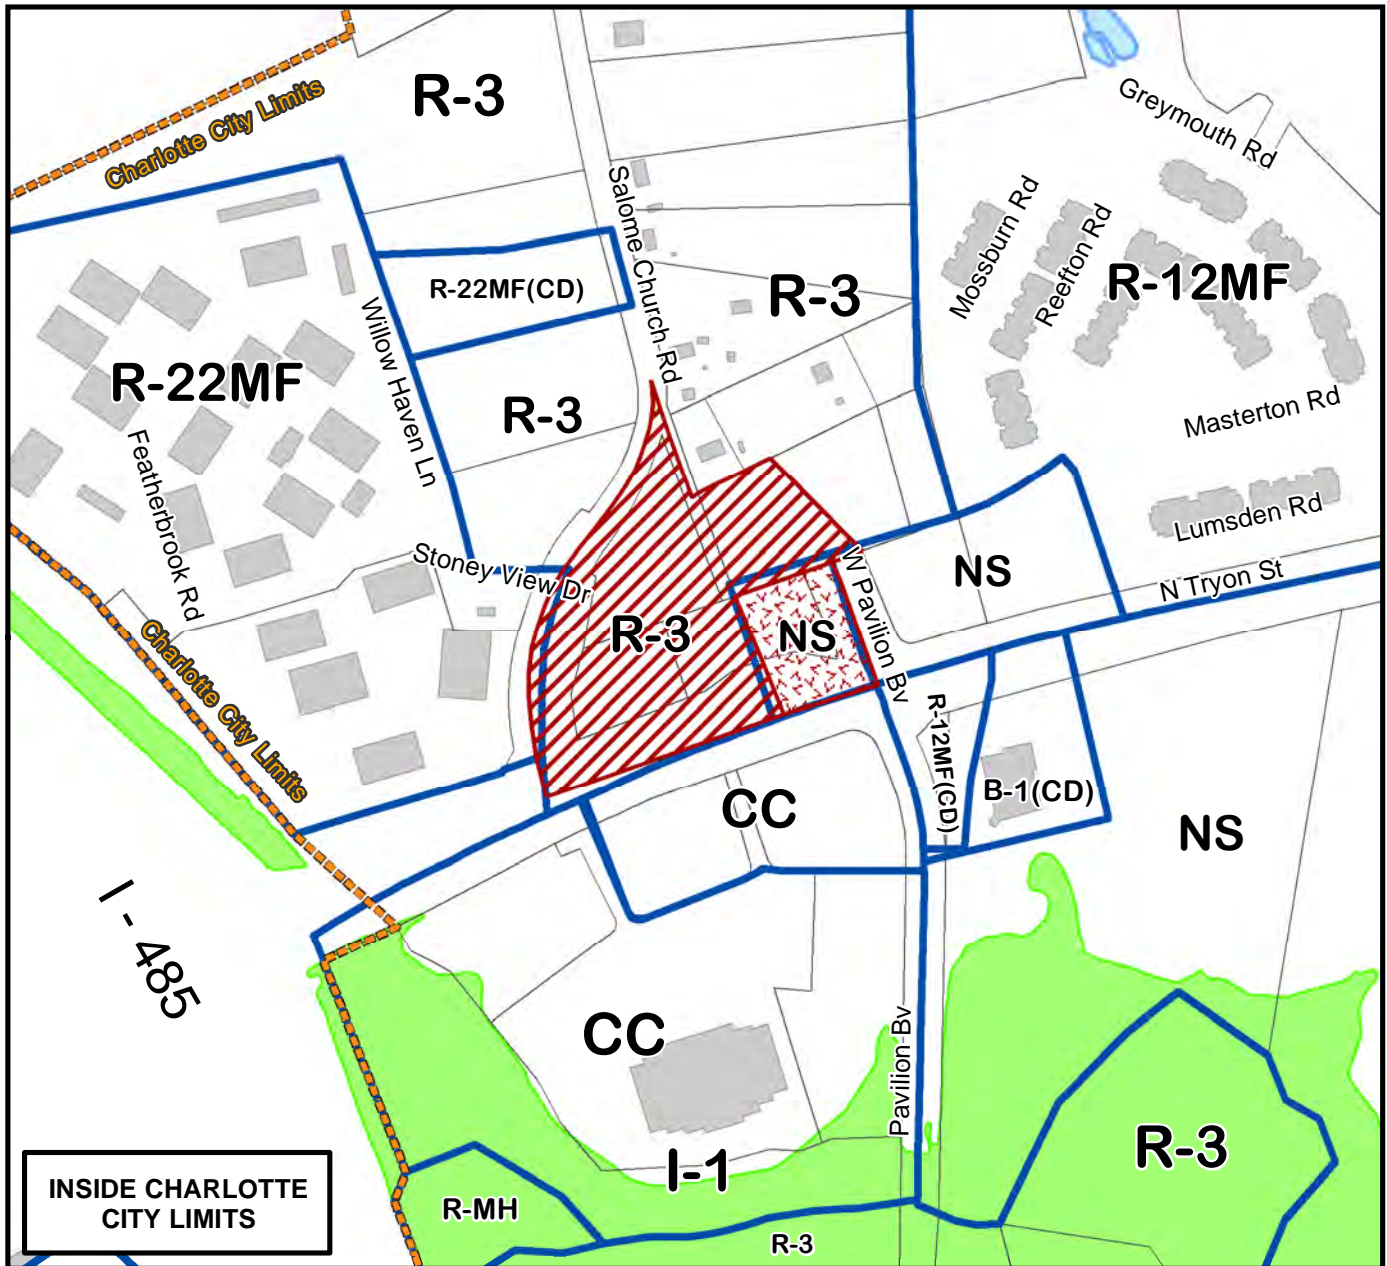 R-3
Charlotte City Limits
Greymouth Rd
Salome Church Rd
Mossburn Rd
Reefton Rd
R-22MF(CD)
R-3
R-12MF
Willow Haven Ln
R-22MF
R-3
Masterton Rd
Featherbrook Rd
Lumsden Rd
Stoney View Dr
W Pavilion Bv
NS
N Tryon St
R-3
NS
Charlotte City Limits
R-12MF(CD)
B-1(CD)
CC
NS
I - 485
CC
Pavilion Bv
R-3
I-1
INSIDE CHARLOTTE
CITY LIMITS
R-MH
R-3